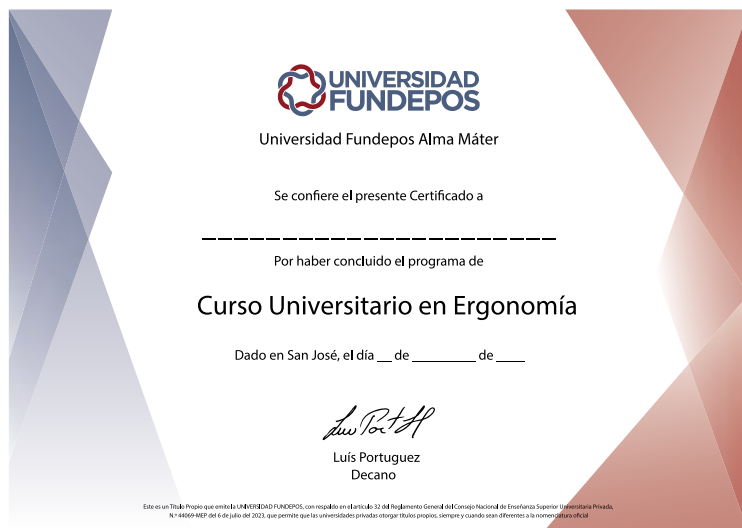 UNIVERSIDAD
FUNDEPOS
Universidad Fundepos Alma Máter
Se confiere el presente Certificado a
Por haber concluido el programa de
Curso Universitario en Ergonomía
Dado en San José, el día __ de ________ de ____
Luís Portuguez
Decano
Este es un Título Propio que emite la UNIVERSIDAD FUNDEPOS, con respaldo en el artículo 32 del Reglamento General del Consejo Nacional de Enseñanza Superior Universitaria Privada,
N.º 44069-MEP del 6 de julio del 2023, que permite que las universidades privadas otorgar títulos propios, siempre y cuando sean diferentes a la nomenclatura oficial